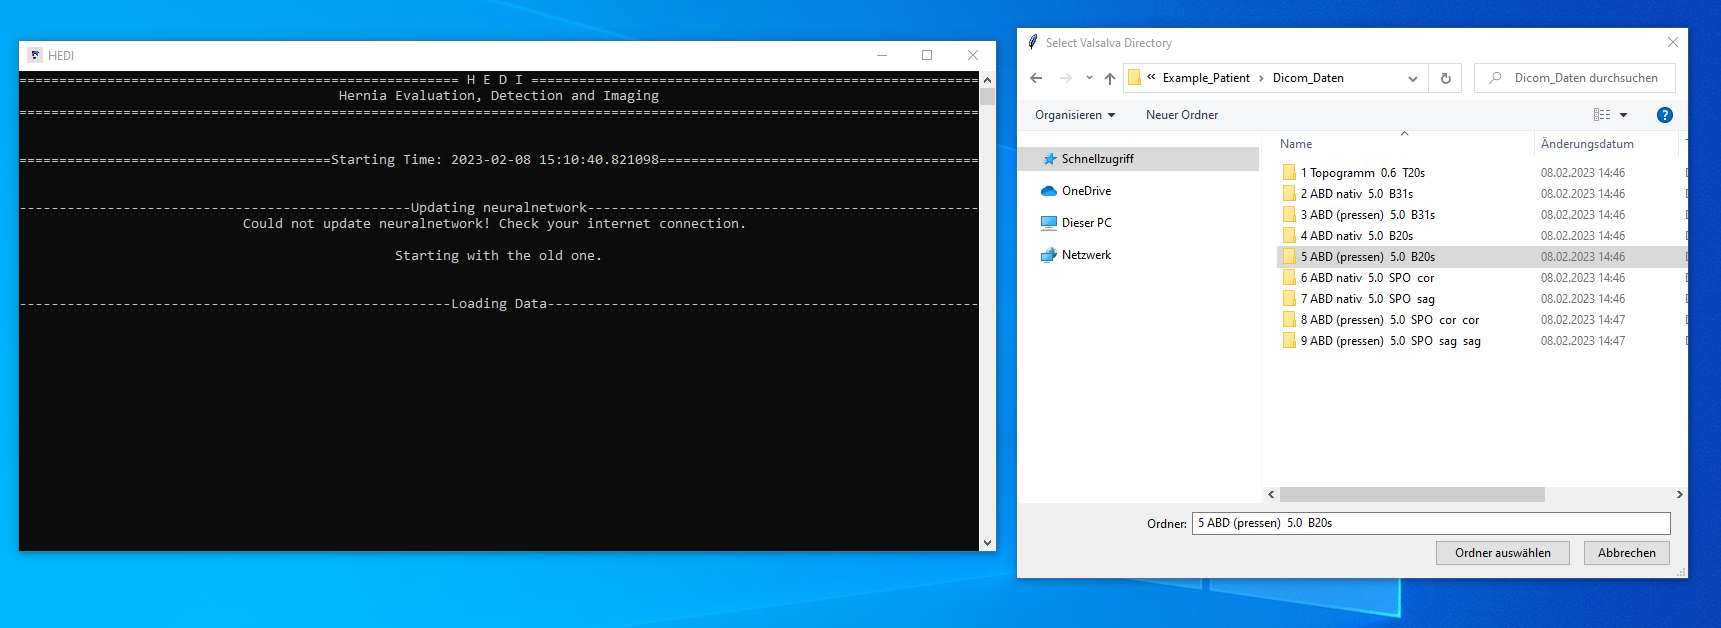 HEDI
======================================================= H E D I ========================================================
Hernia Evaluation, Detection and Imaging
========================================================================================================================
=======================================Starting Time: 2023-02-08 15:10:40.821098========================================
-------------------------------------------------Updating neuralnetwork-------------------------------------------------
Could not update neuralnetwork! Check your internet connection.
Starting with the old one.
------------------------------------------------------Loading Data------------------------------------------------------
Select Valsalva Directory
« Example_Patient › Dicom_Daten
Dicom_Daten durchsuchen
Organisieren Neuer Ordner ?
Schnellzugriff
OneDrive
Dieser PC
Netzwerk
Name Änderungsdatum
1 Topogramm 0.6 T20s 08.02.2023 14:46
2 ABD nativ 5.0 B31s 08.02.2023 14:46
3 ABD (pressen) 5.0 B31s 08.02.2023 14:46
4 ABD nativ 5.0 B20s 08.02.2023 14:46
5 ABD (pressen) 5.0 B20s 08.02.2023 14:46
6 ABD nativ 5.0 SPO cor 08.02.2023 14:46
7 ABD nativ 5.0 SPO sag 08.02.2023 14:46
8 ABD (pressen) 5.0 SPO cor cor 08.02.2023 14:47
9 ABD (pressen) 5.0 SPO sag sag 08.02.2023 14:47
Ordner: 5 ABD (pressen) 5.0 B20s
Ordner auswählen Abbrechen